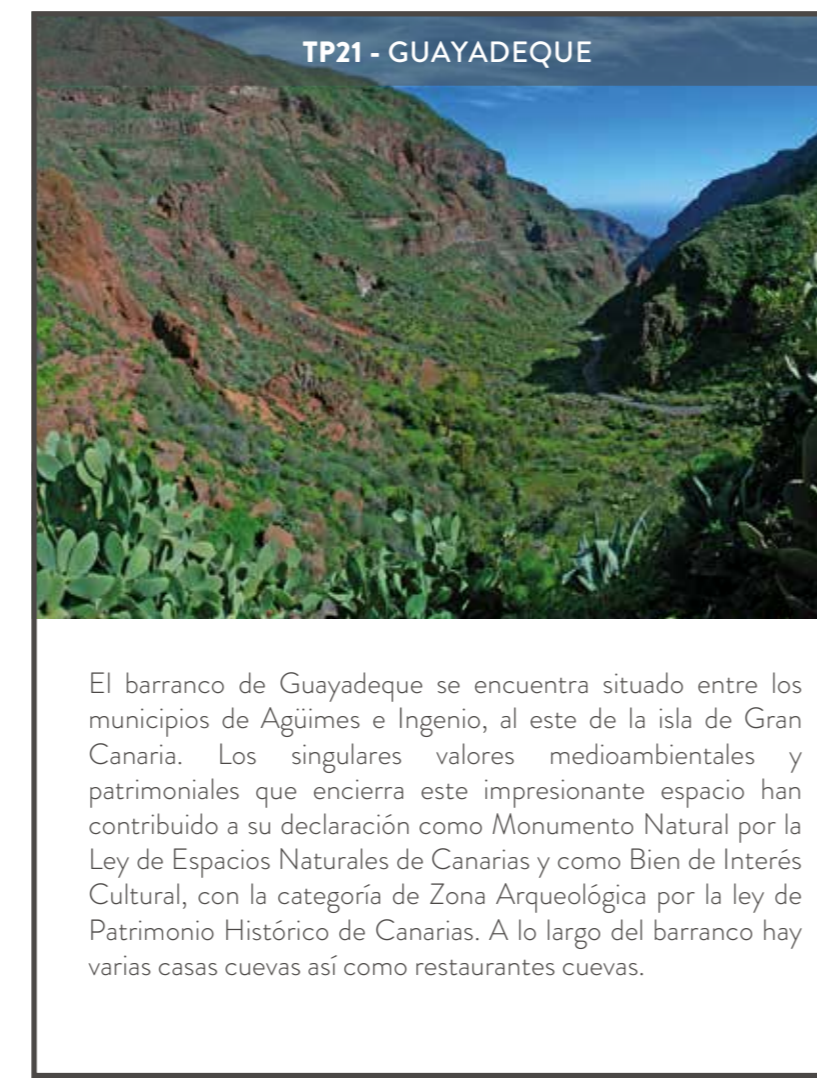 TP21 - GUAYADEQUE
El barranco de Guayadeque se encuentra situado entre los
municipios de Agüimes e Ingenio, al este de la isla de Gran
Canaria. Los singulares valores medioambientales y
patrimoniales que encierra este impresionante espacio han
contribuido a su declaración como Monumento Natural por la
Ley de Espacios Naturales de Canarias y como Bien de Interés
Cultural, con la categoría de Zona Arqueológica por la ley de
Patrimonio Histórico de Canarias. A lo largo del barranco hay
varias casas cuevas así como restaurantes cuevas.